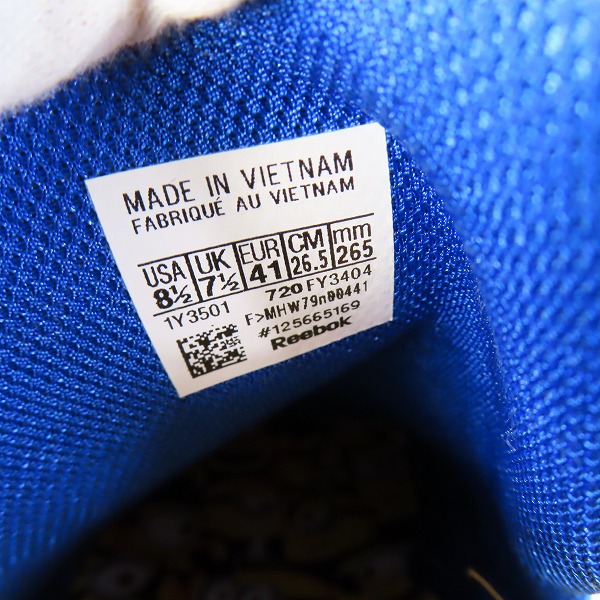 MADE IN VIETNAM
FABRIQUÉ AU VIETNAM
USA UK EUR CM mm
8½ 7½ 41 26.5 265
1Y3501 720 FY3404
F>MHW79n00441
#125665169
Reebok